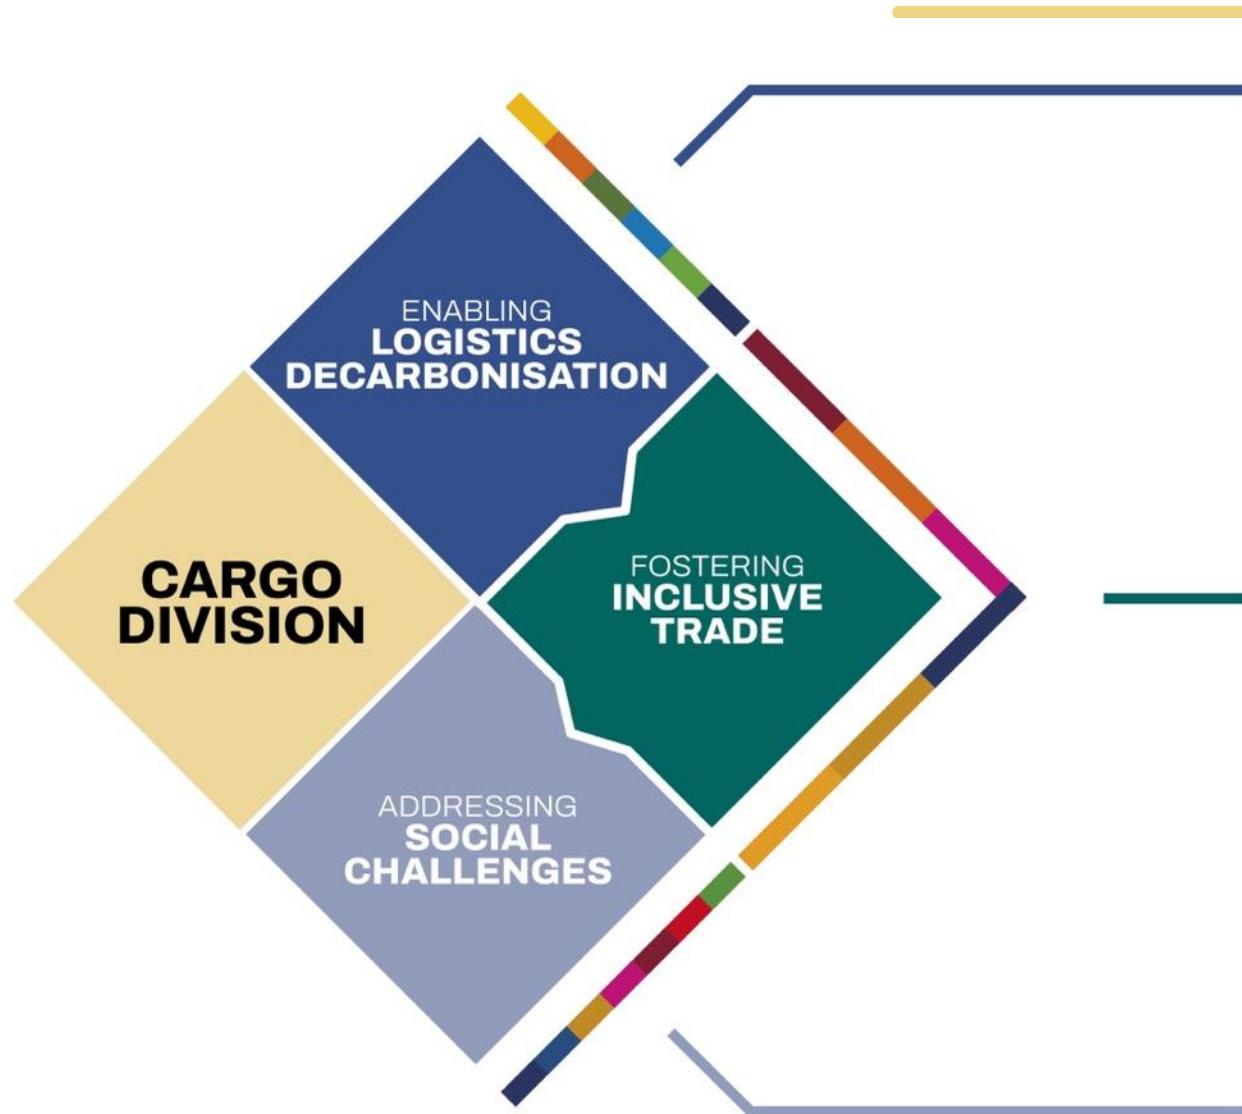 ENABLING
LOGISTICS
DECARBONISATION
CARGO
DIVISION
FOSTERING
INCLUSIVE
TRADE
ADDRESSING
SOCIAL
CHALLENGES